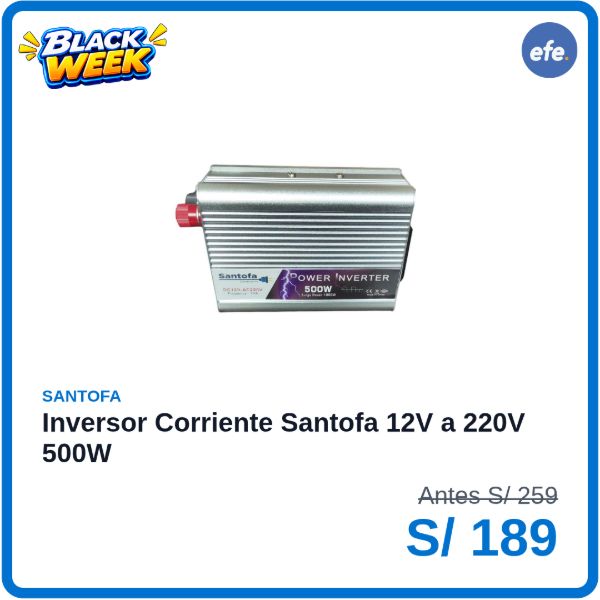 BLACK
WEEK
efe.
Santofa
POWER INVERTER
500W
SANTOFA
Inversor Corriente Santofa 12V a 220V
500W
Antes S/ 259
S/ 189